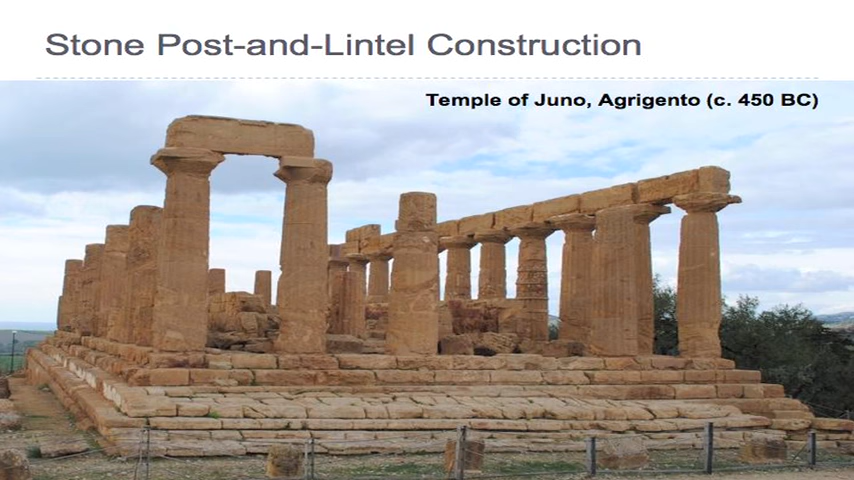 Stone Post-and-Lintel Construction
Temple of Juno, Agrigento (c. 450 BC)